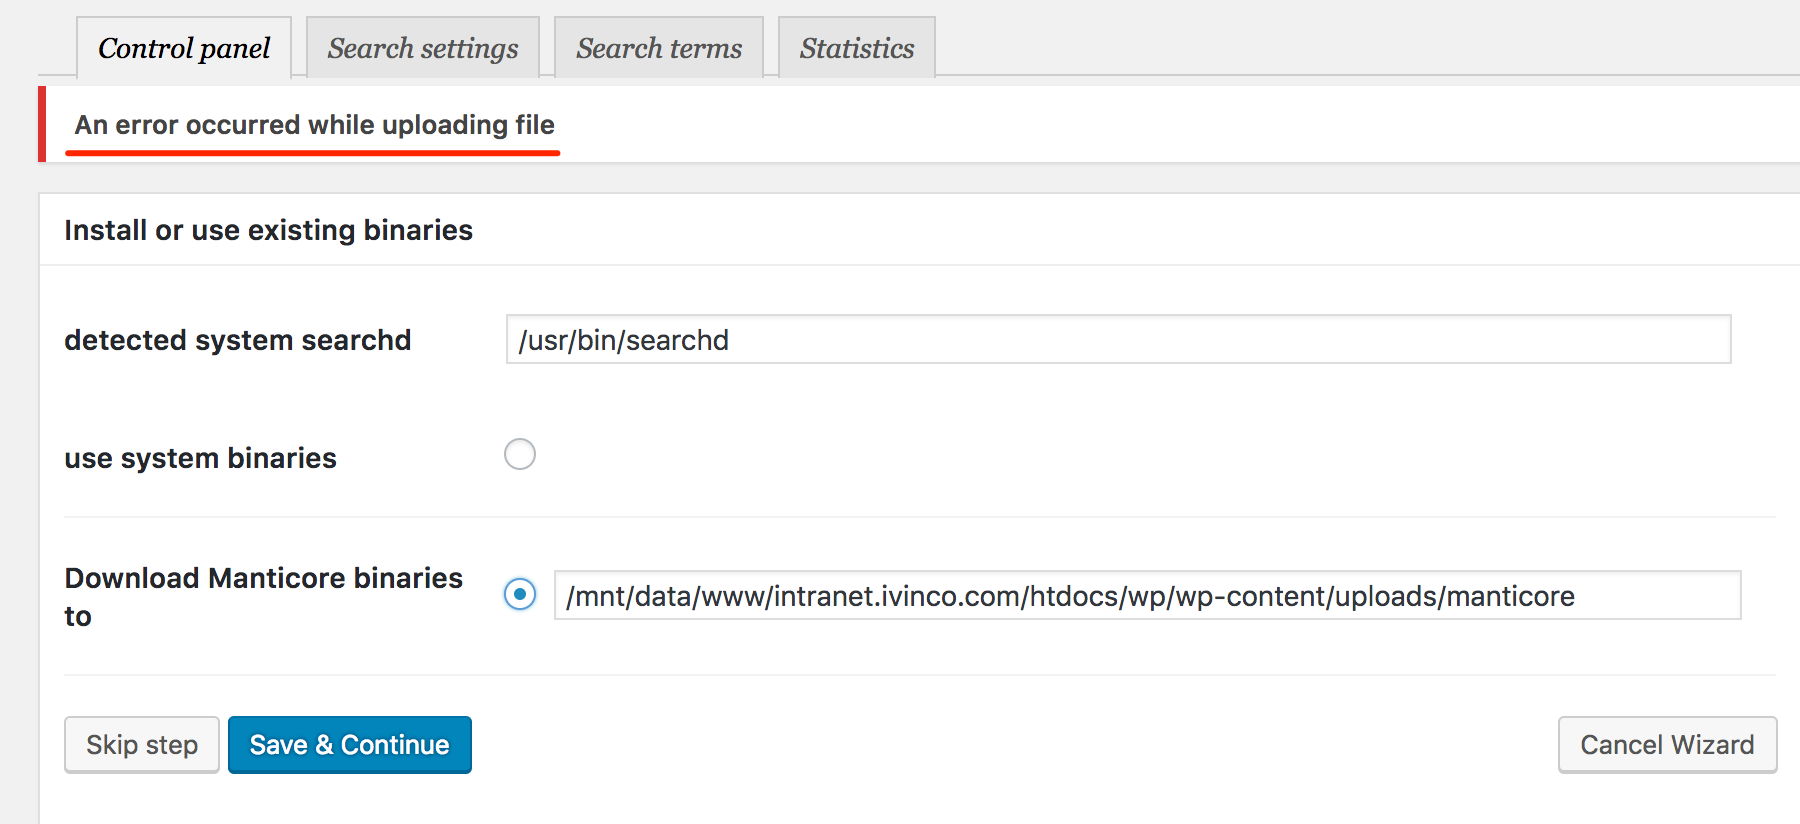 Control panel
Search settings
Search terms
Statistics
An error occurred while uploading file
Install or use existing binaries
detected system searchd
/usr/bin/searchd
use system binaries
Download Manticore binaries
to
/mnt/data/www/intranet.ivinco.com/htdocs/wp/wp-content/uploads/manticore
Skip step
Save & Continue
Cancel Wizard